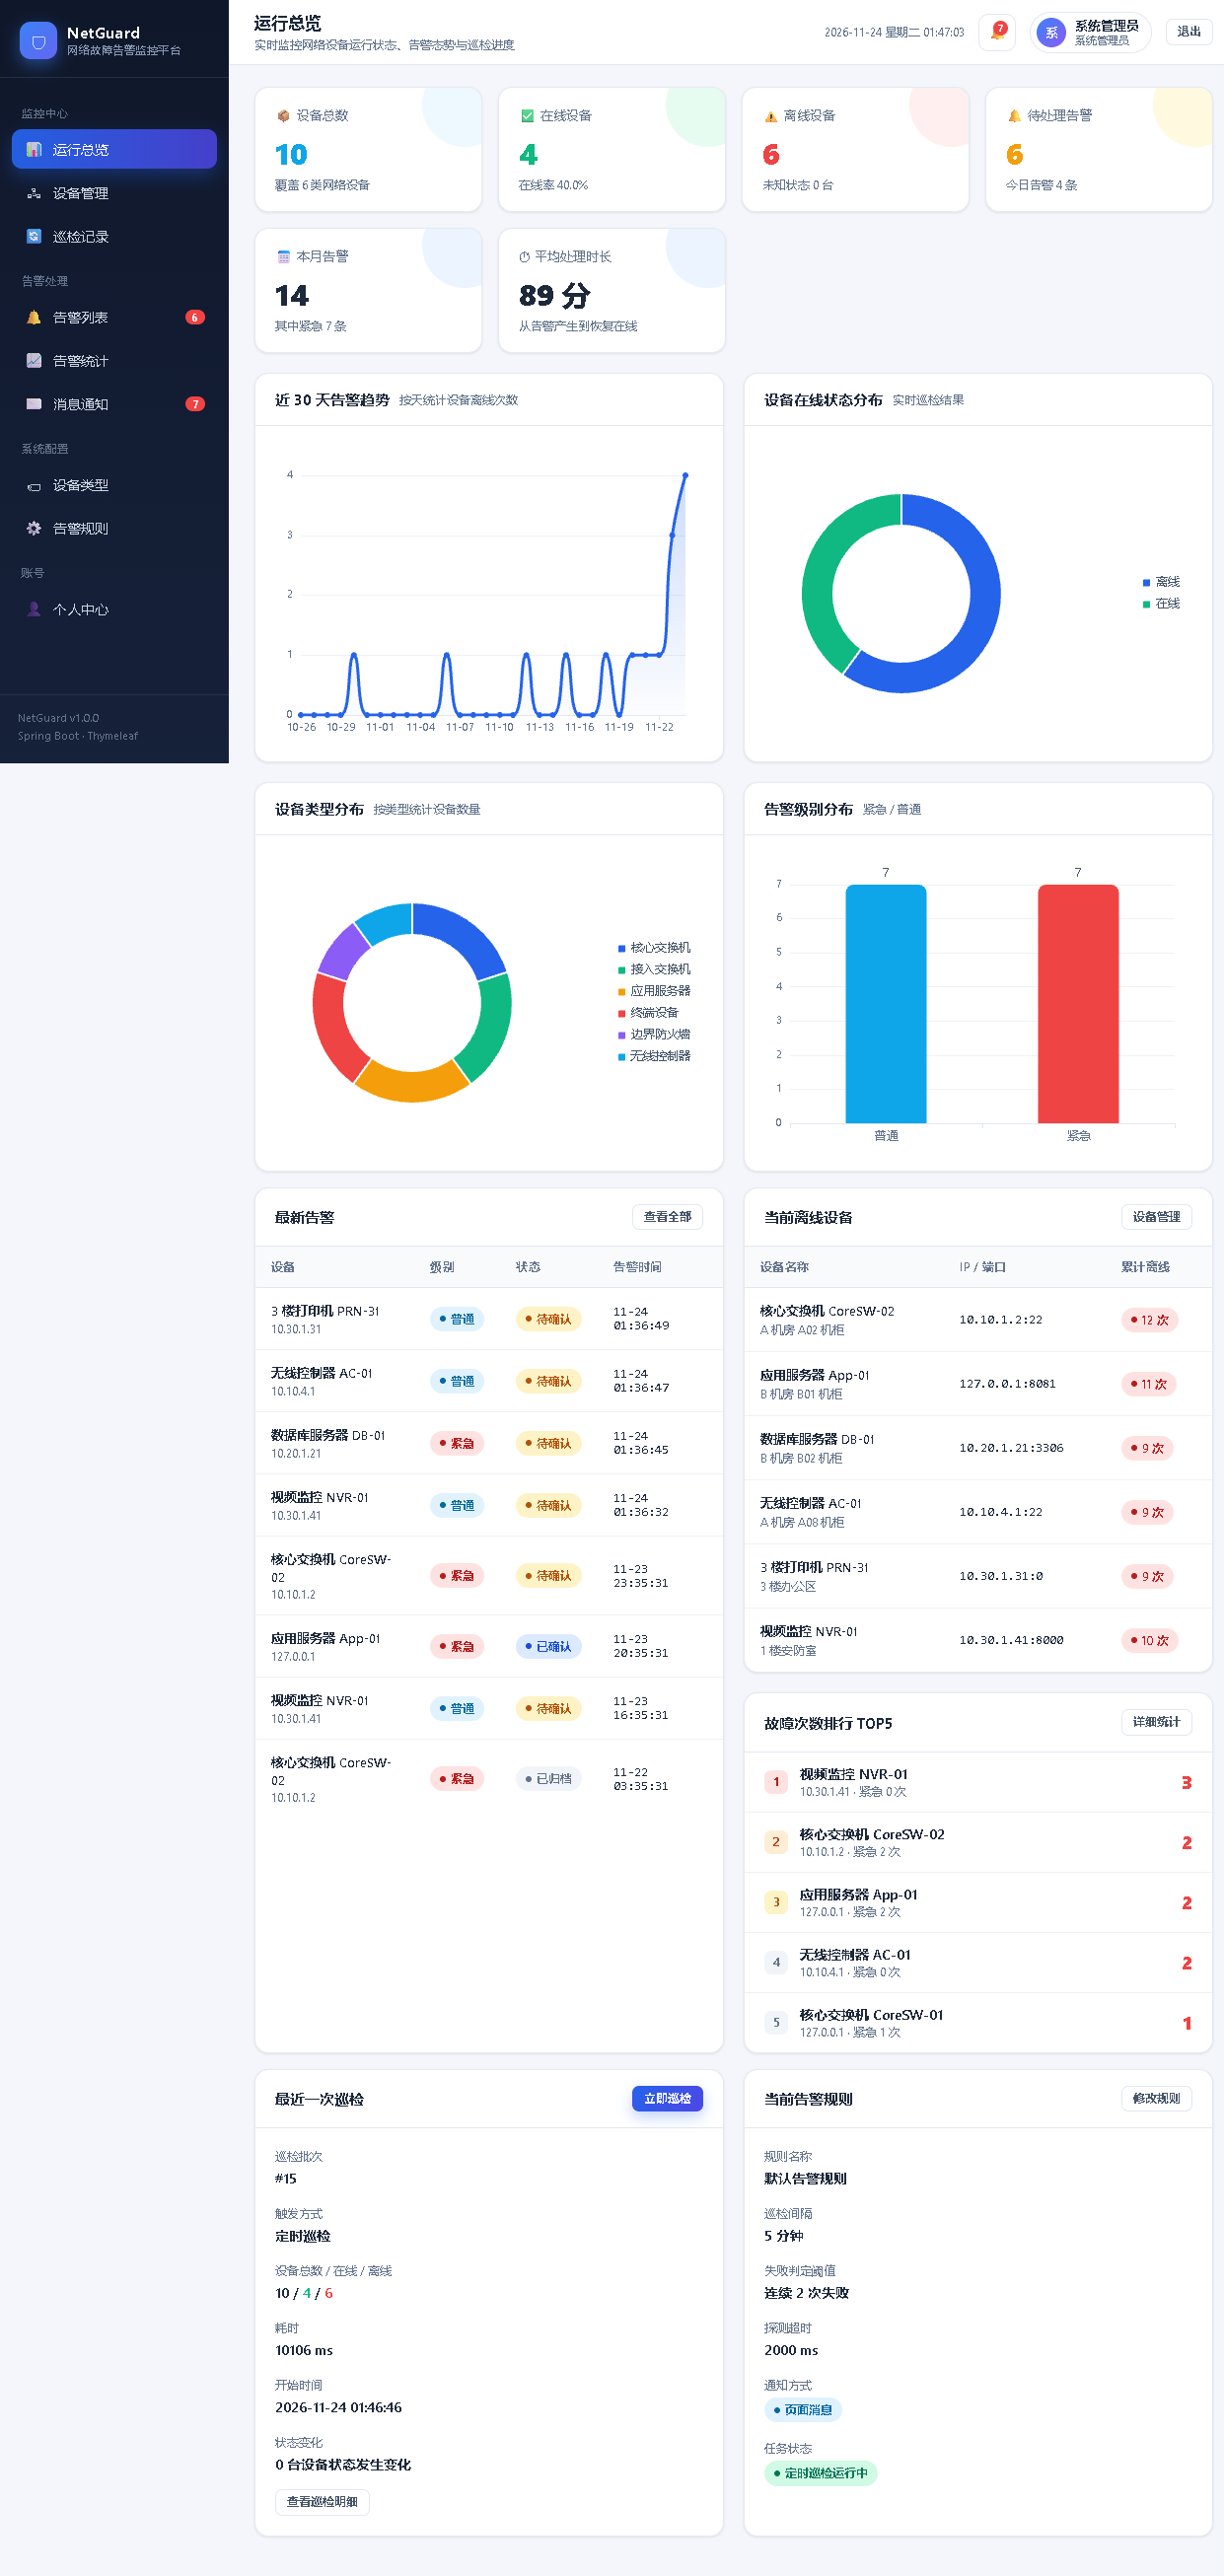 NetGuard
网络故障告警监控平台
监控中心
运行总览
设备管理
巡检记录
告警处理
告警列表 6
告警统计
消息通知 7
系统配置
设备类型
告警规则
账号
个人中心
NetGuard v1.0.0
Spring Boot · Thymeleaf
运行总览
实时监控网络设备运行状态、告警态势与巡检进度
2026-11-24 星期二 01:47:03
7
系
系统管理员
系统管理员
退出
设备总数
10
覆盖 6 类网络设备
在线设备
4
在线率 40.0%
离线设备
6
未知状态 0 台
待处理告警
6
今日告警 4 条
本月告警
14
其中紧急 7 条
平均处理时长
89 分
从告警产生到恢复在线
近 30 天告警趋势 按天统计设备离线次数
4
3
2
1
0
10-26 10-29 11-01 11-04 11-07 11-10 11-13 11-16 11-19 11-22
设备在线状态分布 实时巡检结果
离线
在线
设备类型分布 按类型统计设备数量
核心交换机
接入交换机
应用服务器
终端设备
边界防火墙
无线控制器
告警级别分布 紧急 / 普通
7 7
7
6
5
4
3
2
1
0
普通 紧急
最新告警 查看全部
设备 级别 状态 告警时间
3 楼打印机 PRN-31 普通 待确认 11-24
10.30.1.31 01:36:49
无线控制器 AC-01 普通 待确认 11-24
10.10.4.1 01:36:47
数据库服务器 DB-01 紧急 待确认 11-24
10.20.1.21 01:36:45
视频监控 NVR-01 普通 待确认 11-24
10.30.1.41 01:36:32
核心交换机 CoreSW-
02 紧急 待确认 11-23
10.10.1.2 23:35:31
应用服务器 App-01 紧急 已确认 11-23
127.0.0.1 20:35:31
视频监控 NVR-01 普通 待确认 11-23
10.30.1.41 16:35:31
核心交换机 CoreSW-
02 紧急 已归档 11-22
10.10.1.2 03:35:31
当前离线设备 设备管理
设备名称 IP / 端口 累计离线
核心交换机 CoreSW-02 10.10.1.2:22 12 次
A 机房 A02 机柜
应用服务器 App-01 127.0.0.1:8081 11 次
B 机房 B01 机柜
数据库服务器 DB-01 10.20.1.21:3306 9 次
B 机房 B02 机柜
无线控制器 AC-01 10.10.4.1:22 9 次
A 机房 A08 机柜
3 楼打印机 PRN-31 10.30.1.31:0 9 次
3 楼办公区
视频监控 NVR-01 10.30.1.41:8000 10 次
1 楼安防室
故障次数排行 TOP5 详细统计
1 视频监控 NVR-01 3
10.30.1.41 · 紧急 0 次
2 核心交换机 CoreSW-02 2
10.10.1.2 · 紧急 2 次
3 应用服务器 App-01 2
127.0.0.1 · 紧急 2 次
4 无线控制器 AC-01 2
10.10.4.1 · 紧急 0 次
5 核心交换机 CoreSW-01 1
127.0.0.1 · 紧急 1 次
最近一次巡检 立即巡检
巡检批次
#15
触发方式
定时巡检
设备总数 / 在线 / 离线
10 / 4 / 6
耗时
10106 ms
开始时间
2026-11-24 01:46:46
状态变化
0 台设备状态发生变化
查看巡检明细
当前告警规则 修改规则
规则名称
默认告警规则
巡检间隔
5 分钟
失败判定阈值
连续 2 次失败
探测超时
2000 ms
通知方式
页面消息
任务状态
定时巡检运行中